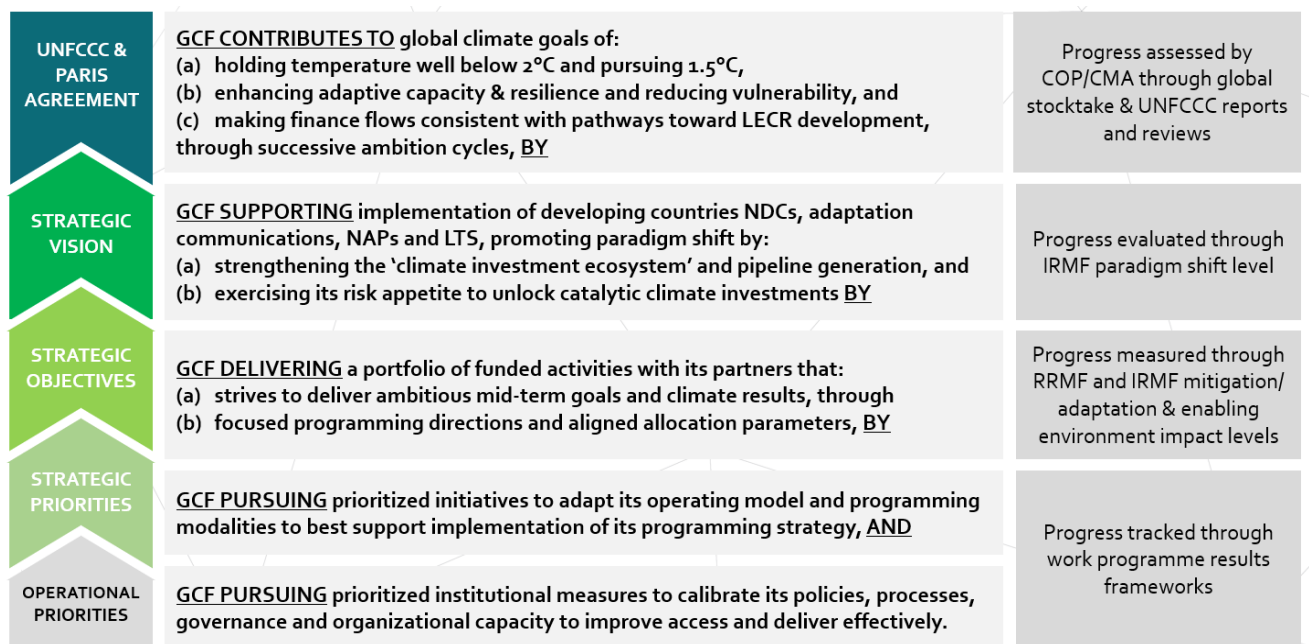 UNFCCC &
PARIS
AGREEMENT
GCF CONTRIBUTES TO global climate goals of:
(a) holding temperature well below 2°C and pursuing 1.5°C,
(b) enhancing adaptive capacity & resilience and reducing vulnerability, and
(c) making finance flows consistent with pathways toward LECR development,
through successive ambition cycles, BY
Progress assessed by
COP/CMA through global
stocktake & UNFCCC reports
and reviews
STRATEGIC
VISION
GCF SUPPORTING implementation of developing countries NDCs, adaptation
communications, NAPs and LTS, promoting paradigm shift by:
(a) strengthening the ‘climate investment ecosystem’ and pipeline generation, and
(b) exercising its risk appetite to unlock catalytic climate investments BY
Progress evaluated through
IRMF paradigm shift level
STRATEGIC
OBJECTIVES
GCF DELIVERING a portfolio of funded activities with its partners that:
(a) strives to deliver ambitious mid-term goals and climate results, through
(b) focused programming directions and aligned allocation parameters, BY
Progress measured through
RRMF and IRMF mitigation/
adaptation & enabling
environment impact levels
STRATEGIC
PRIORITIES
GCF PURSUING prioritized initiatives to adapt its operating model and programming
modalities to best support implementation of its programming strategy, AND
Progress tracked through
work programme results
frameworks
OPERATIONAL
PRIORITIES
GCF PURSUING prioritized institutional measures to calibrate its policies, processes,
governance and organizational capacity to improve access and deliver effectively.